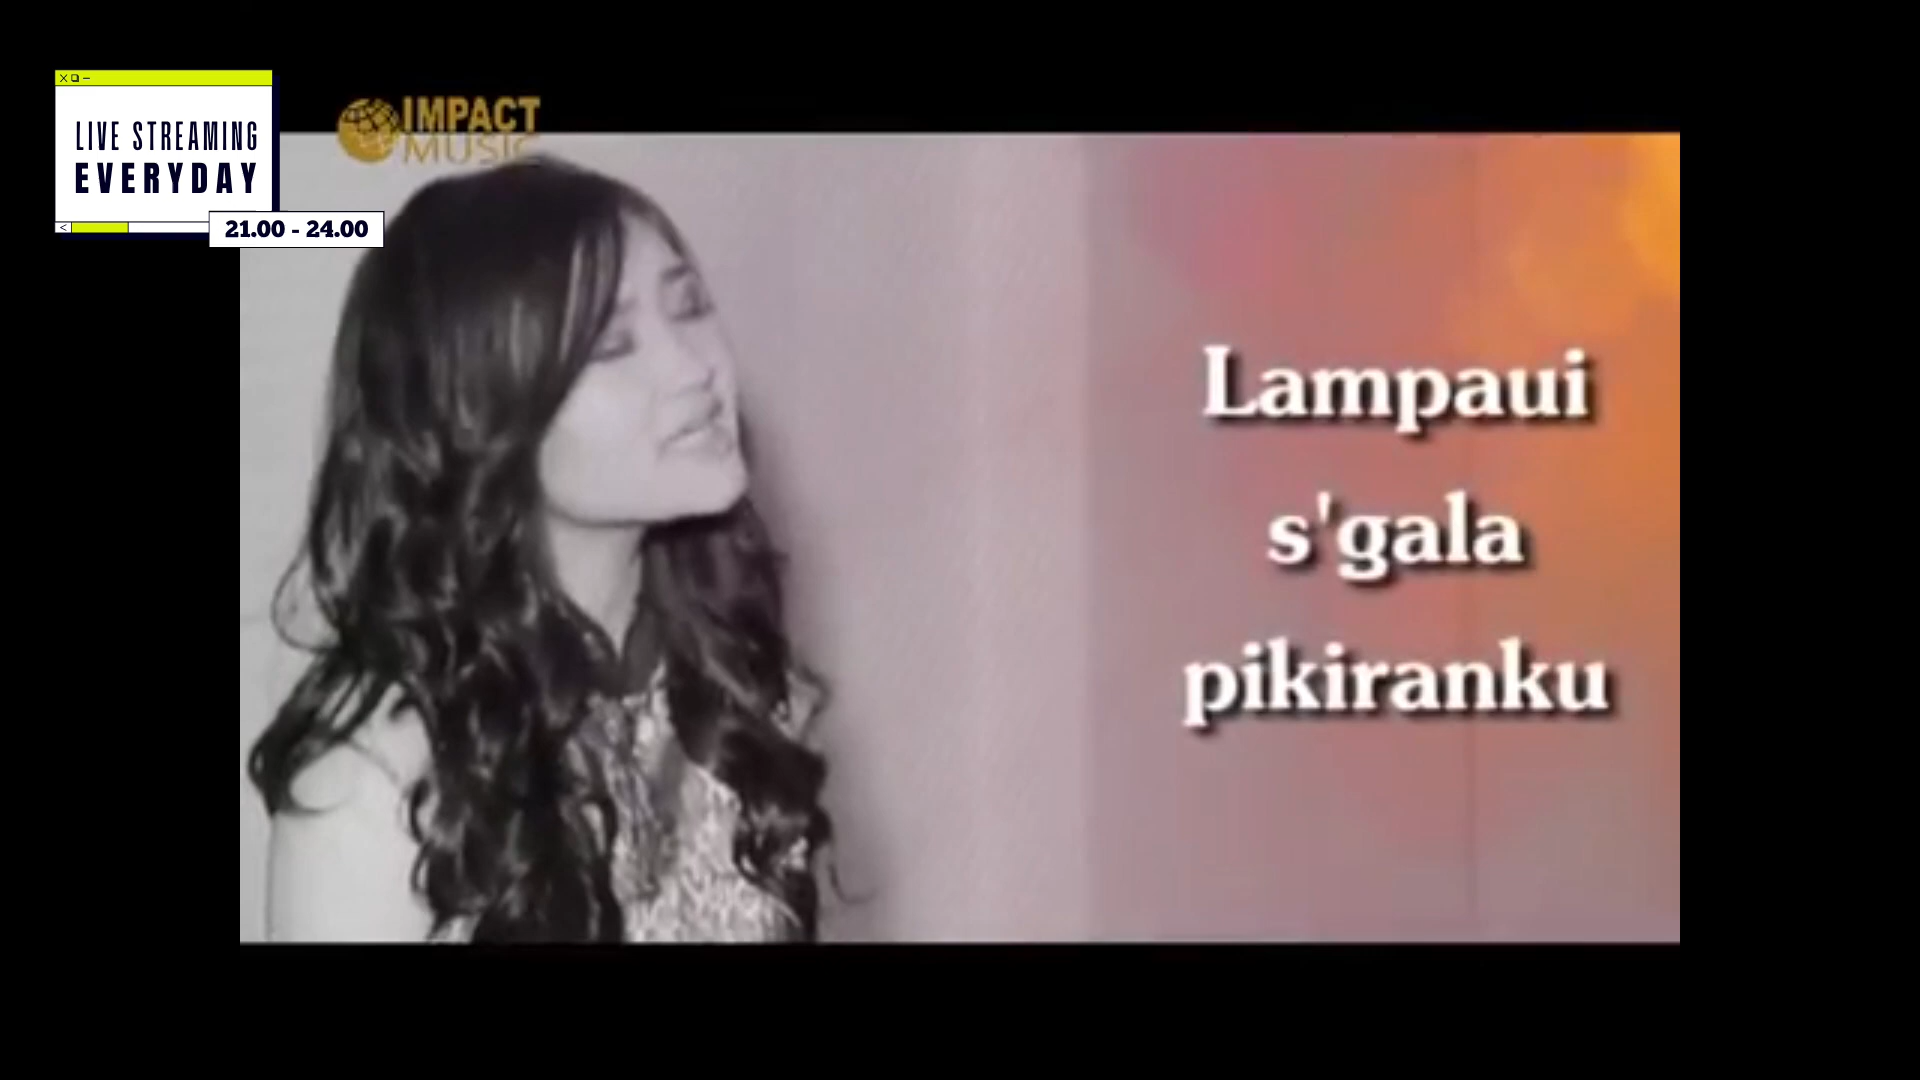 LIVE STREAMING
EVERYDAY
21.00 - 24.00
IMPACT
MUSIC
Lampaui
s'gala
pikiranku